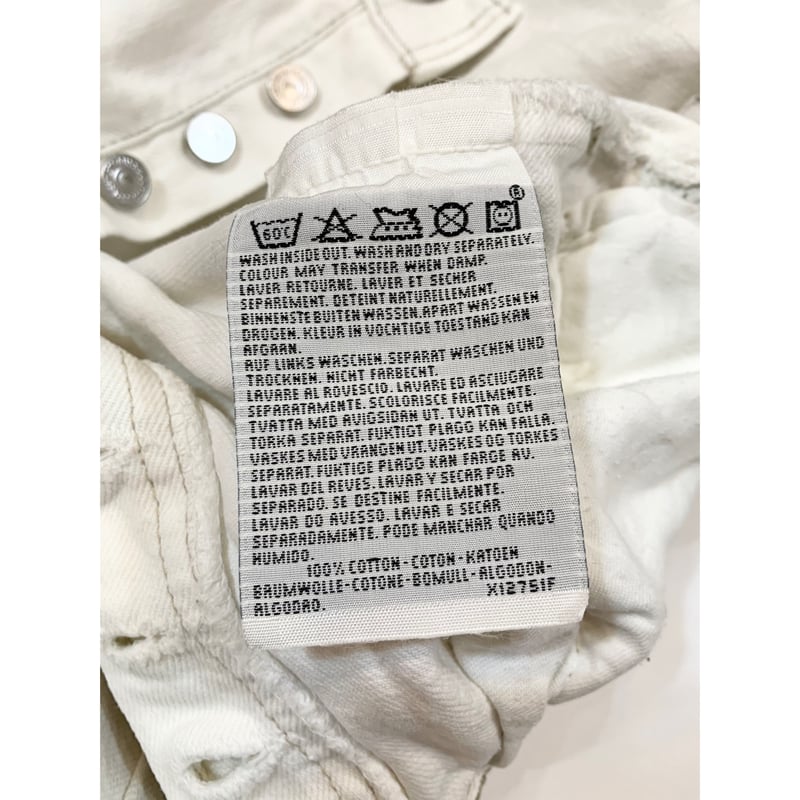 60C
®
WASH INSIDE OUT. WASH AND DRY SEPARATELY.
COLOUR MAY TRANSFER WHEN DAMP.
LAVER RETOURNE. LAVER ET SECHER
SEPAREMENT. DETEINT NATURELLEMENT.
BINNENSTE BUITEN WASSEN. APART WASSEN EN
DROGEN. KLEUR IN VOCHTIGE TOESTAND KAN
AFGAAN.
AUF LINKS WASCHEN. SEPARAT WASCHEN UND
TROCKNEN. NICHT FARBECHT.
LAVARE AL ROVESCIO. LAVARE ED ASCIUGARE
SEPARATAMENTE. SCOLORISCE FACILMENTE.
TVATTA MED AVIGSIDAN UT. TVATTA OCH
TORKA SEPARAT. FUKTIGT PLAGG KAN FALLA.
VASKES MED VRANGEN UT. VASKES OG TORKES
SEPARAT. FUKTIGE PLAGG KAN FARGE AV.
LAVAR DEL REVES. LAVAR Y SECAR POR
SEPARADO. SE DESTINE FACILMENTE.
LAVAR DO AVESSO. LAVAR E SECAR
SEPARADAMENTE. PODE MANCHAR QUANDO
HUMIDO.
100% COTTON - COTON - KATOEN
BAUMWOLLE - COTONE - BOMULL - ALGODON-
ALGODAO. X12751F